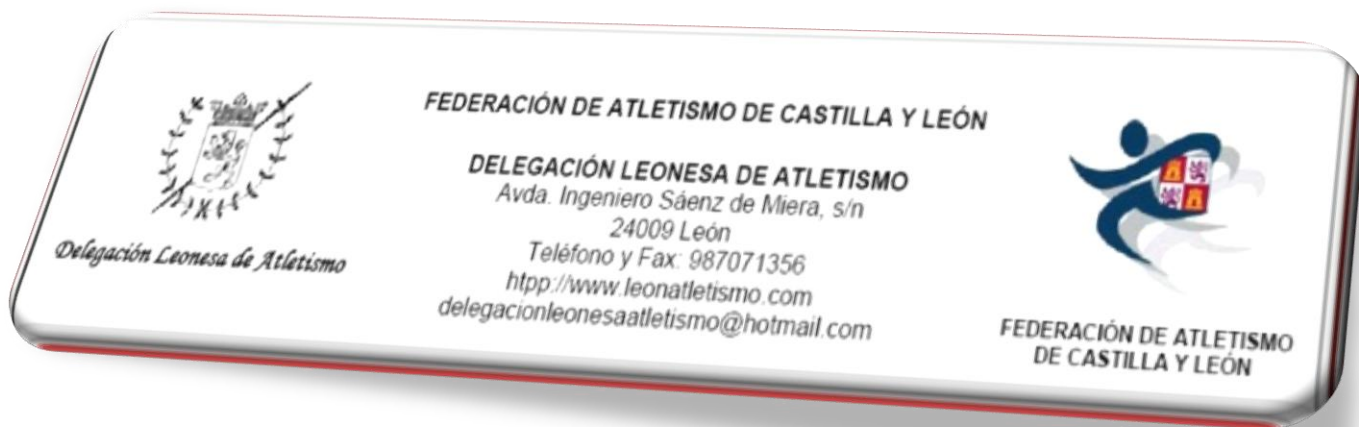 FEDERACIÓN DE ATLETISMO DE CASTILLA Y LEÓN
DELEGACIÓN LEONESA DE ATLETISMO
Avda. Ingeniero Sáenz de Miera, s/n
24009 León
Teléfono y Fax: 987071356
htpp://www.leonatletismo.com
delegacionleonesaatletismo@hotmail.com
Delegación Leonesa de Atletismo
FEDERACIÓN DE ATLETISMO
DE CASTILLA Y LEÓN